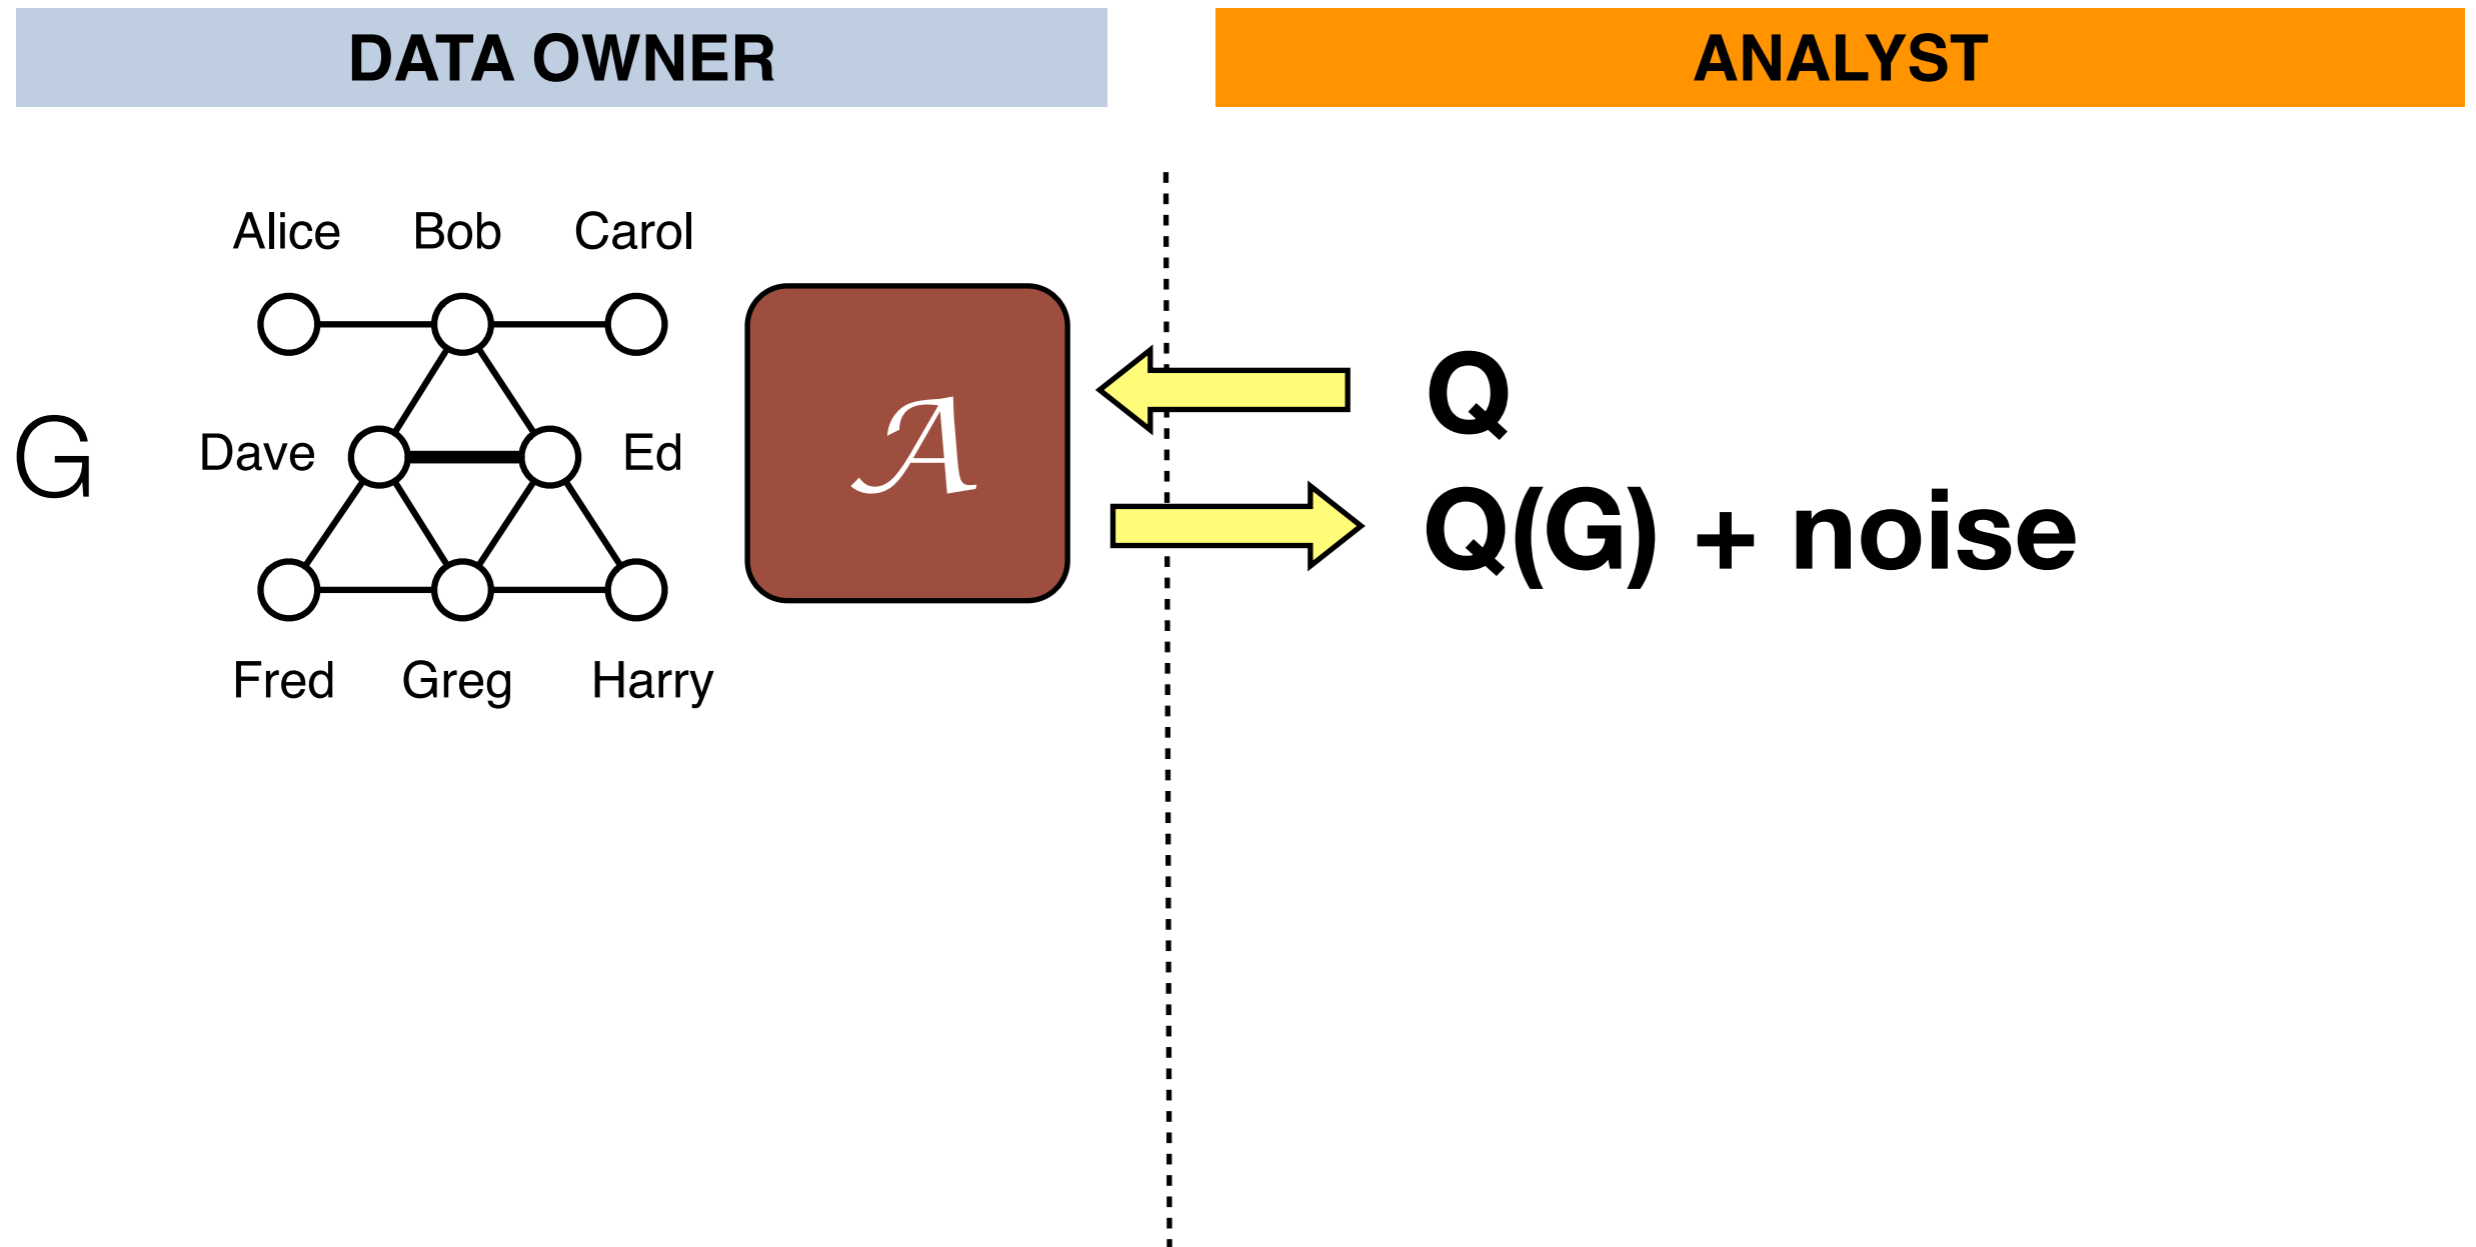 DATA OWNER
ANALYST
Alice Bob Carol
G
Dave Ed
Fred Greg Harry
𝒜
Q
Q(G) + noise